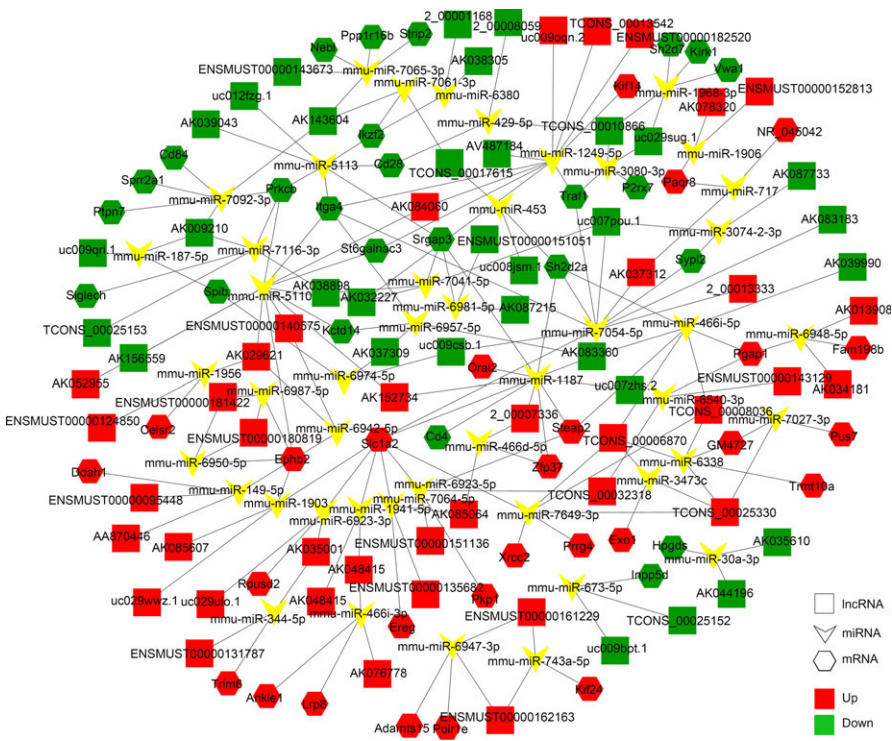 2_00001168
2_00008059
TCONS_00013542
uc009oqn.2
ENSMUST00000182520
Ppp1r16b
Strip2
Nebl
Sh2d7
Klrk1
ENSMUST00000143673
mmu-miR-7065-3p
AK038305
mmu-miR-7061-3p
Vwa1
uc012fzg.1
mmu-miR-6380
Kif14
mmu-miR-1968-3p
ENSMUST00000152813
AK078320
AK039043
AK143604
mmu-miR-429-5p
TCONS_00010866
Ikzf2
uc029sug.1
NR_045042
Cd84
mmu-miR-5113
Cd28
AV487184
mmu-miR-1249-5p
mmu-miR-1906
TCONS_00017615
mmu-miR-3080-3p
Sprr2a1
Prkcb
Traf1
P2rx7
Paqr8
mmu-miR-717
AK087733
mmu-miR-7092-3p
Ptpn7
Itga4
AK084060
mmu-miR-453
uc007pou.1
AK083183
AK009210
mmu-miR-3074-2-3p
uc009qri.1
mmu-miR-7116-3p
St6galnac3
Srgap3
ENSMUST00000151051
mmu-miR-187-5p
Sypl2
AK039990
uc008jsm.1
Sh2d2a
AK037312
Siglech
Spib
mmu-miR-5110
AK038898
mmu-miR-7041-5p
AK032227
2_00013333
AK087215
mmu-miR-6981-5p
AK013908
TCONS_00025153
ENSMUST00000140575
Kctd14
mmu-miR-6957-5p
mmu-miR-7054-5p
mmu-miR-466i-5p
mmu-miR-6948-5p
uc009csb.1
AK037309
AK083360
AK156559
AK029621
Pgap1
Fam198b
Oral2
mmu-miR-1956
mmu-miR-6974-5p
mmu-miR-1187
ENSMUST00000143129
AK052955
mmu-miR-6987-5p
AK152734
uc007zhs.2
AK034181
ENSMUST00000181422
mmu-miR-6540-3p
ENSMUST00000124850
2_00007336
TCONS_00008036
Celsr2
mmu-miR-6942-5p
Steap2
mmu-miR-7027-3p
ENSMUST00000180819
Slc1a2
Cd4
mmu-miR-466d-5p
TCONS_00006870
GM4727
Pus7
Ephb2
mmu-miR-6950-5p
mmu-miR-6338
Zfp37
Ddah1
mmu-miR-6923-5p
mmu-miR-3473c
Trmt10a
mmu-miR-149-5p
mmu-miR-7064-5p
TCONS_00032318
ENSMUST00000095448
mmu-miR-1903
mmu-miR-1941-5p
AK085064
mmu-miR-7649-3p
TCONS_00025330
AA870446
mmu-miR-6923-3p
AK085607
AK035001
ENSMUST00000151136
Prrg4
Exo1
Hpgds
AK035610
Xrcc2
AK048415
mmu-miR-30a-3p
Rpusd2
ENSMUST00000135682
mmu-miR-673-5p
Inpp5d
AK044196
uc029wwz.1
uc029uio.1
AK048415
Pkp1
mmu-miR-344-5p
mmu-miR-466i-3p
Ereg
ENSMUST00000161229
TCONS_00025152
mmu-miR-6947-3p
uc009bpt.1
ENSMUST00000131787
mmu-miR-743a-5p
AK076778
Trim6
Ankle1
Lrp8
Kif24
ENSMUST00000162163
Adamts15
Polr1e
lncRNA
miRNA
mRNA
Up
Down